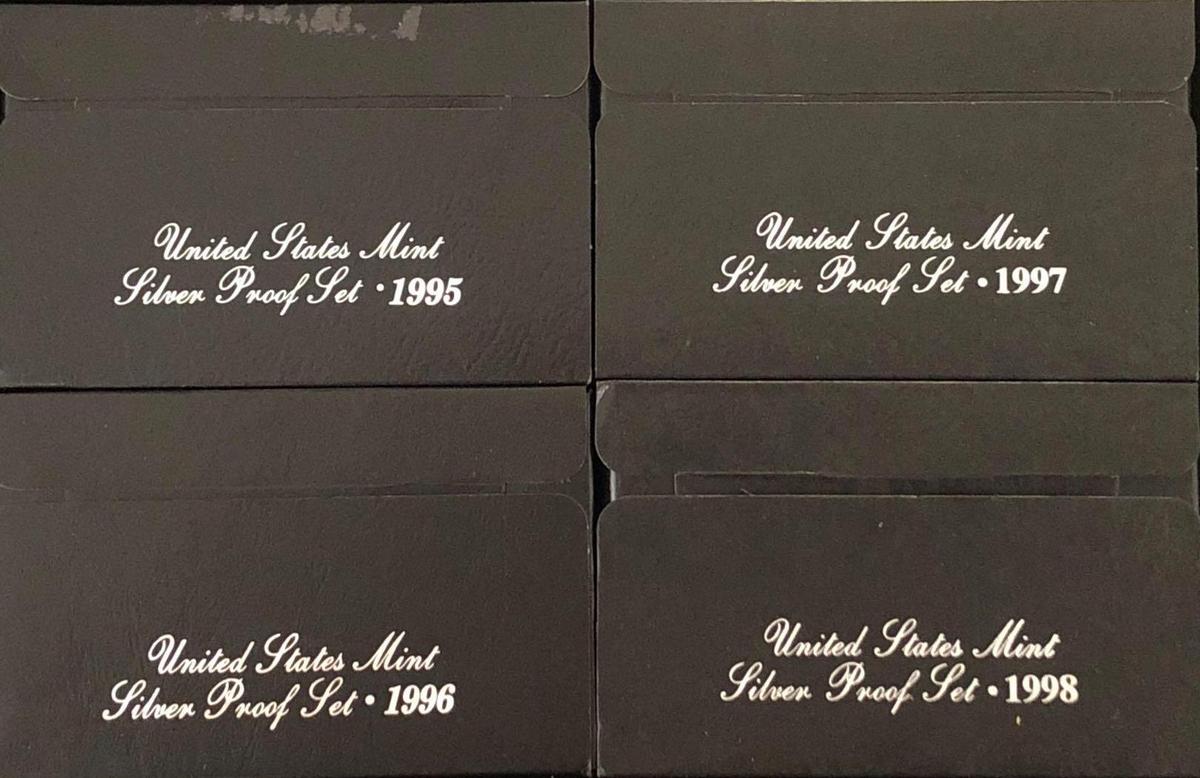 United States Mint
Silver Proof Set • 1995
United States Mint
Silver Proof Set • 1997
United States Mint
Silver Proof Set • 1996
United States Mint
Silver Proof Set • 1998